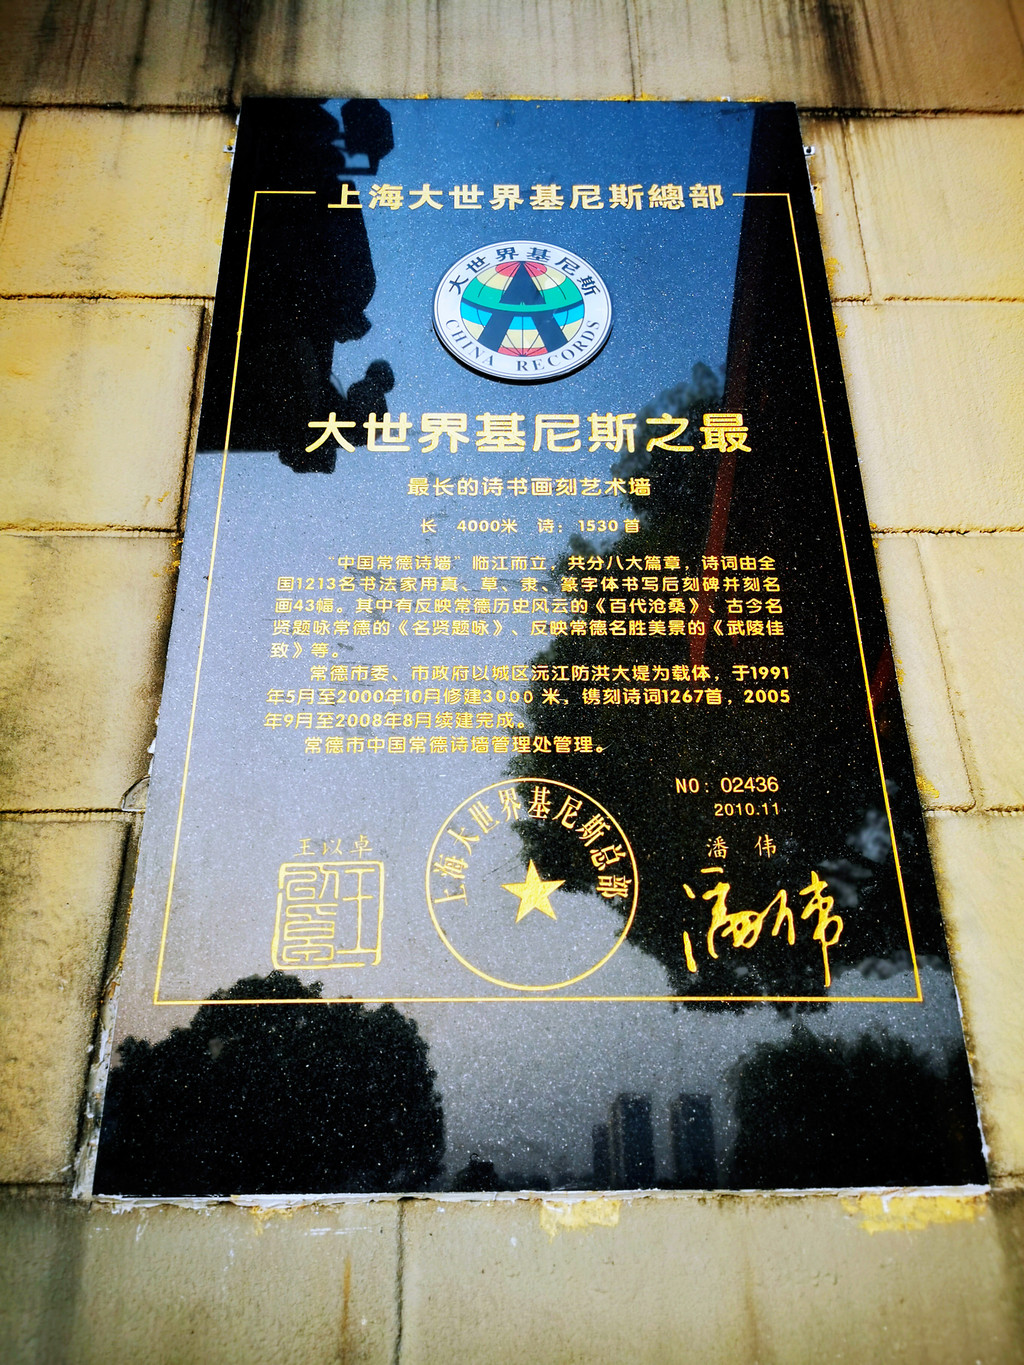 上海大世界基尼斯總部
大世界基尼斯
CHINA RECORDS
大世界基尼斯之最
最长的诗书画刻艺术墙
长 4000米 诗：1530首
“中国常德诗墙”临江而立，共分八大篇章，诗词由全
国1213名书法家用真、草、隶、篆字体书写后刻碑并刻名
画43幅。其中有反映常德历史风云的《百代沧桑》、古今名
贤题咏常德的《名贤题咏》、反映常德名胜美景的《武陵佳
致》等。
常德市委、市政府以城区沅江防洪大堤为载体，于1991
年5月至2000年10月修建3000 米，镌刻诗词1267首，2005
年9月至2008年8月续建完成。
常德市中国常德诗墙管理处管理。
NO：02436
2010.11
王以卓
上海大世界基尼斯总部
潘 伟
潘伟